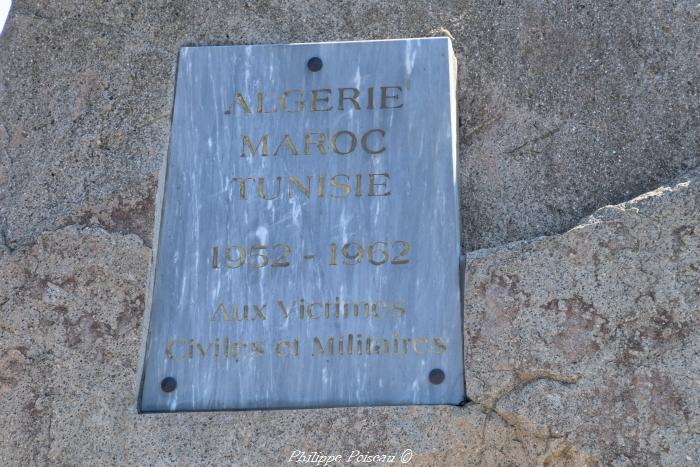 ALGERIE
MAROC
TUNISIE
1952 - 1962
Aux Victimes
Civiles et Militaires
Philippe Poiseau ©